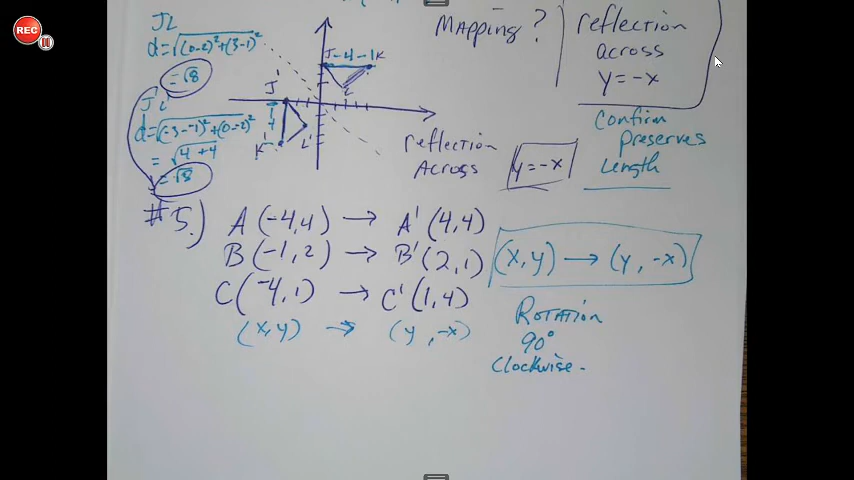 REC
JL
d=√(0-2)²+(3-1)²
=√8
J'L'
d=√(-3--1)²+(0--2)²
=√4+4
=√8
J-4-1K
L
J'
4
K'
L'
Mapping?
reflection
across
y=-x
reflection
Across
y=-x
Confirm
preserves
Length
#5.)
A(-4,4) → A'(4,4)
B(-1,2) → B'(2,1)
C(-4,1) → C'(1,4)
(x,y) → (y,-x)
(x,y) → (y,-x)
Rotation
90°
Clockwise.